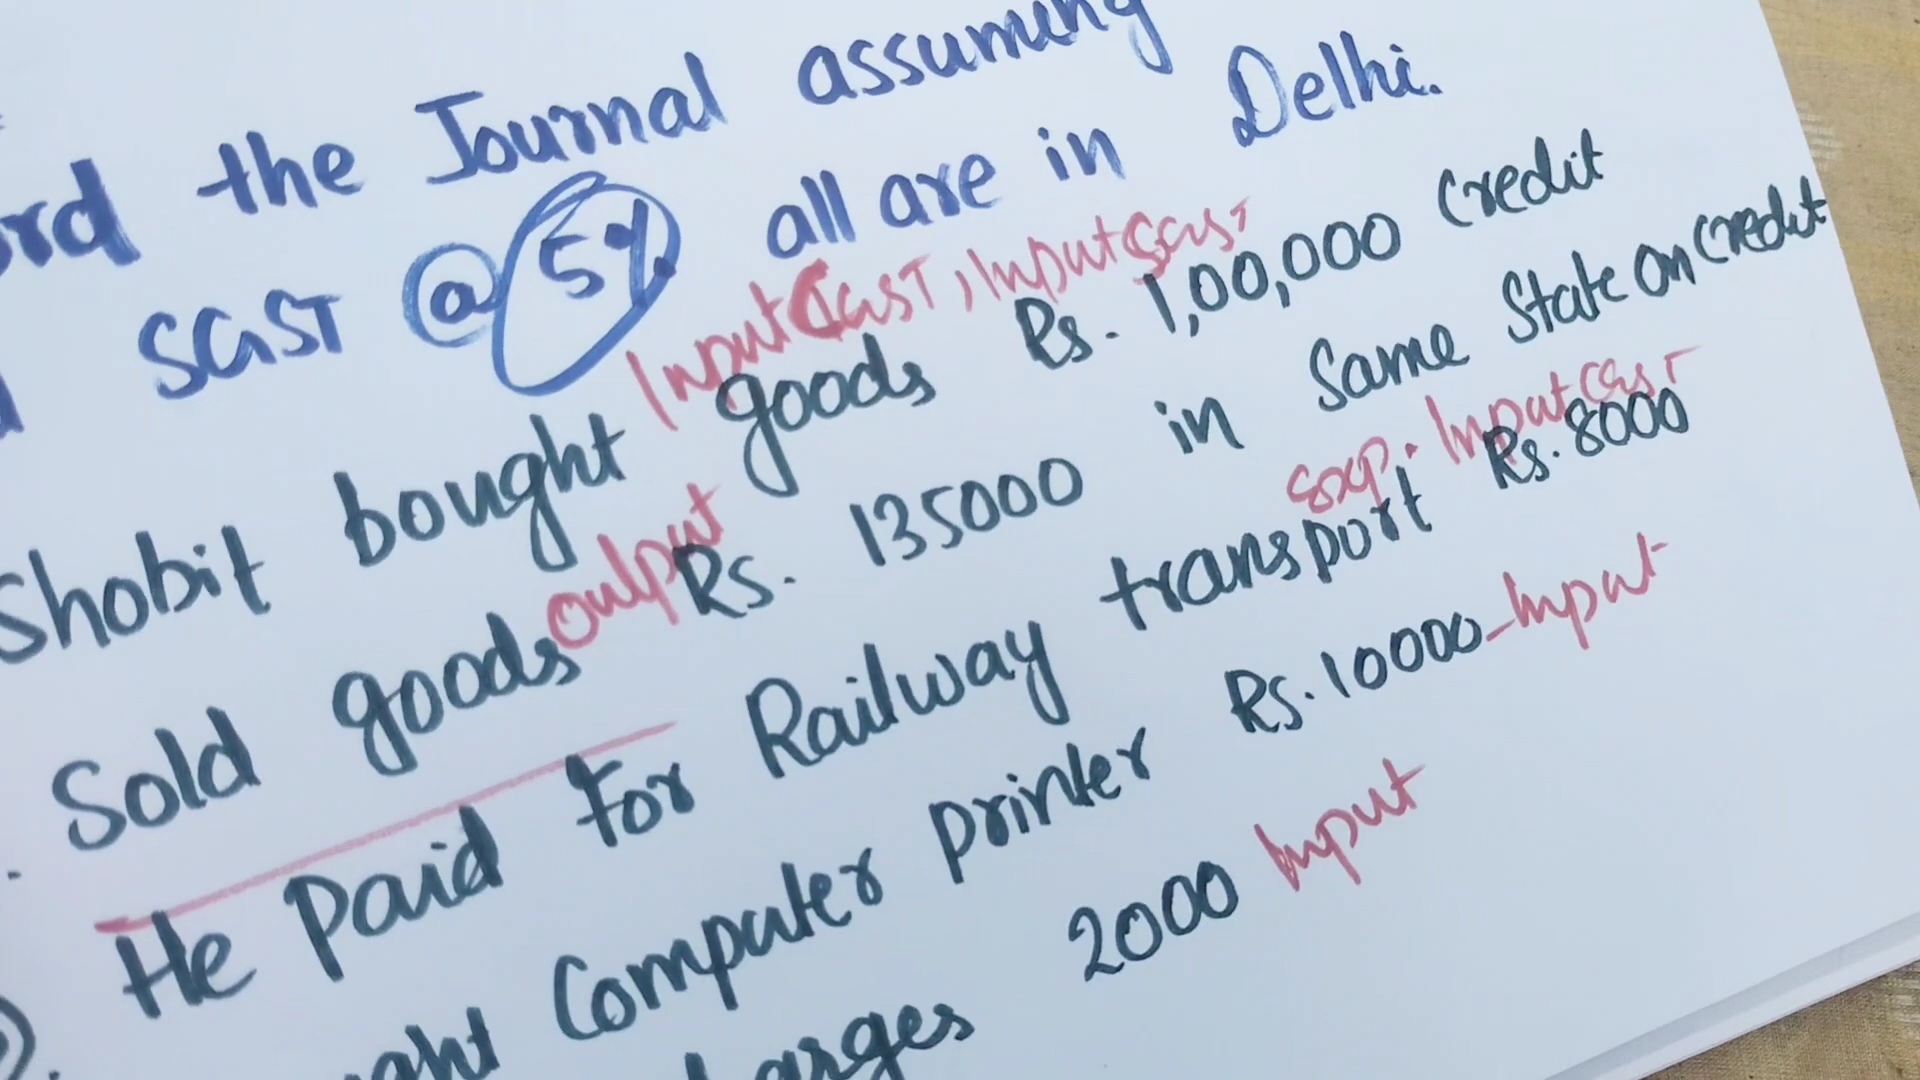 the Journal assuming
SGST @ 5% all are in Delhi.
Input CGST, Input SGST
Shobit bought goods Rs. 1,00,000 Credit
output
Sold goods Rs. 135000 in Same State on Credit
Exp. Input CGST
He paid for Railway transport Rs. 8000
Computer printer Rs. 10000 - Input
2000 Input